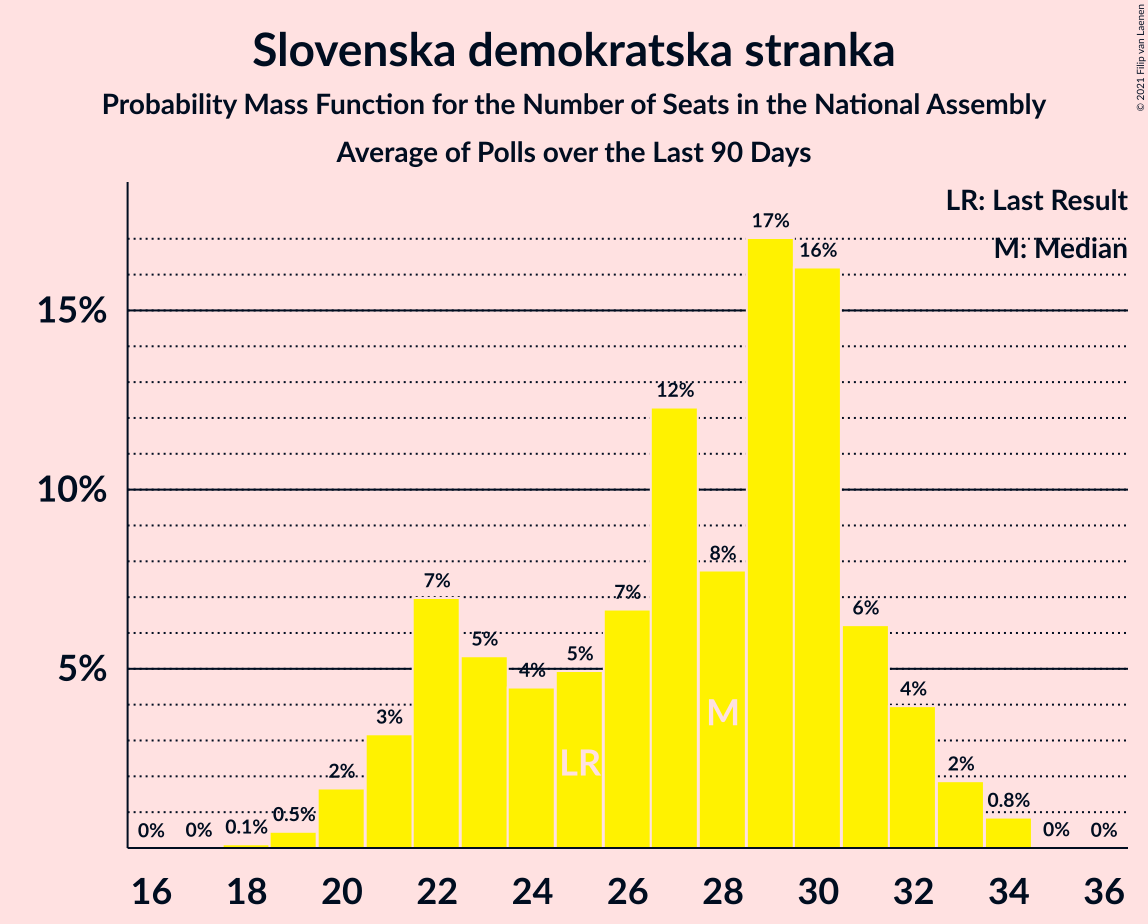 Slovenska demokratska stranka
Probability Mass Function for the Number of Seats in the National Assembly
Average of Polls over the Last 90 Days
© 2021 Filip van Laenen
LR: Last Result
M: Median
17%
16%
15%
12%
10%
8%
7%
7%
6%
5%
5%
5%
4%
4%
3%
2%
2%
0.8%
0.5%
0.1%
0%
0%
0%
0%
M
LR
16 18 20 22 24 26 28 30 32 34 36